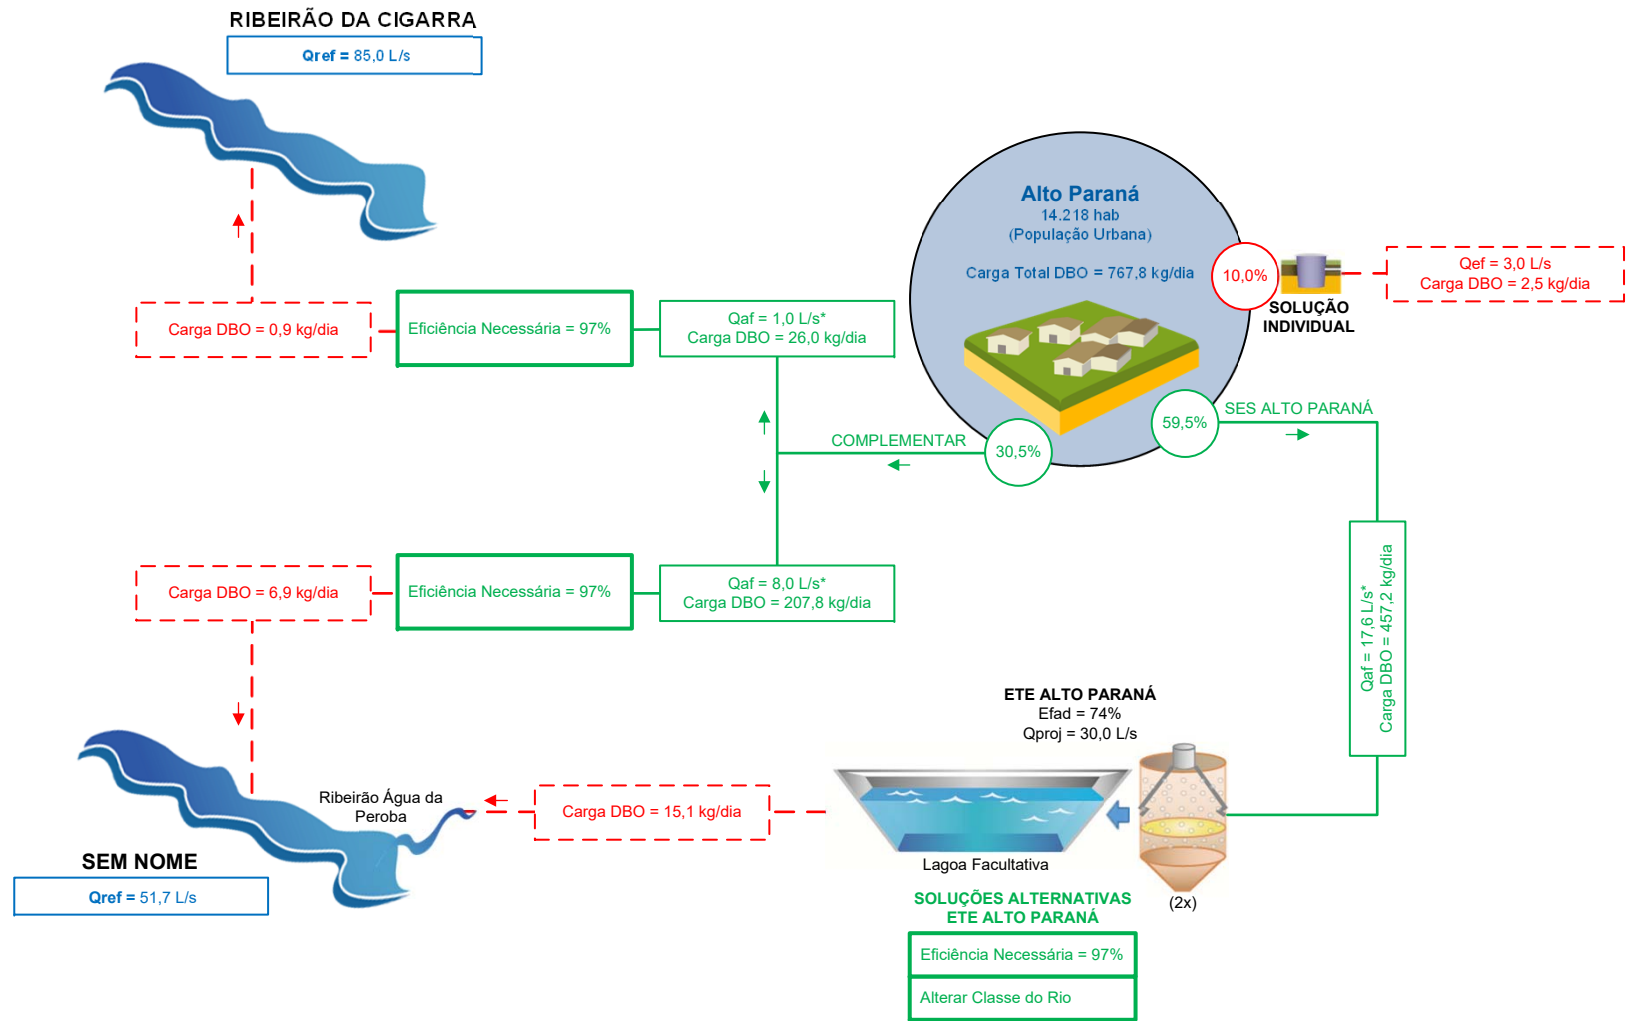 RIBEIRÃO DA CIGARRA
Qref = 85,0 L/s
Alto Paraná
14.218 hab
(População Urbana)
Carga Total DBO = 767,8 kg/dia
10,0%
SOLUÇÃO
INDIVIDUAL
Qef = 3,0 L/s
Carga DBO = 2,5 kg/dia
Carga DBO = 0,9 kg/dia
Eficiência Necessária = 97%
Qaf = 1,0 L/s*
Carga DBO = 26,0 kg/dia
59,5%
SES ALTO PARANÁ
COMPLEMENTAR
30,5%
Carga DBO = 6,9 kg/dia
Eficiência Necessária = 97%
Qaf = 8,0 L/s*
Carga DBO = 207,8 kg/dia
Qaf = 17,6 L/s*
Carga DBO = 457,2 kg/dia
ETE ALTO PARANÁ
Efad = 74%
Qproj = 30,0 L/s
Ribeirão Água da
Peroba
Carga DBO = 15,1 kg/dia
SEM NOME
Qref = 51,7 L/s
Lagoa Facultativa
(2x)
SOLUÇÕES ALTERNATIVAS
ETE ALTO PARANÁ
Eficiência Necessária = 97%
Alterar Classe do Rio